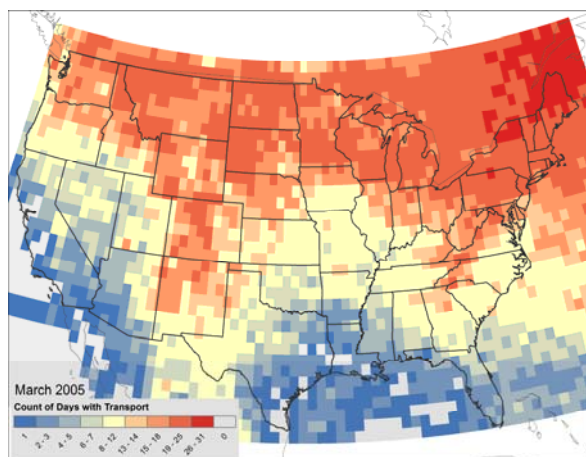 March 2005
Count of Days with Transport
1 2 - 3 4 - 5 6 - 7 8 - 12 13 - 14 15 - 18 19 - 25 26 - 31 0